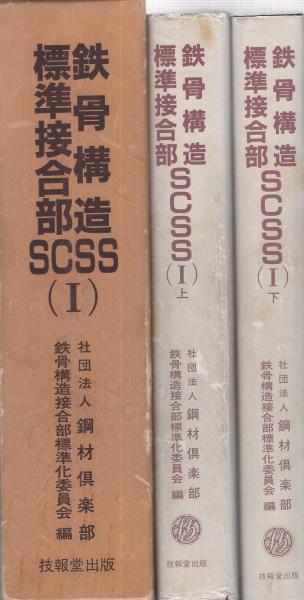 鉄骨構造
標準接合部
SCSS
(I)
社団法人 鋼材倶楽部
鉄骨構造接合部標準化委員会 編
技報堂出版
鉄骨構造
標準接合部
SCSS
(I)
上
社団法人 鋼材倶楽部
鉄骨構造接合部標準化委員会 編
技報堂出版
鉄骨構造
標準接合部
SCSS
(I)
下
社団法人 鋼材倶楽部
鉄骨構造接合部標準化委員会 編
技報堂出版